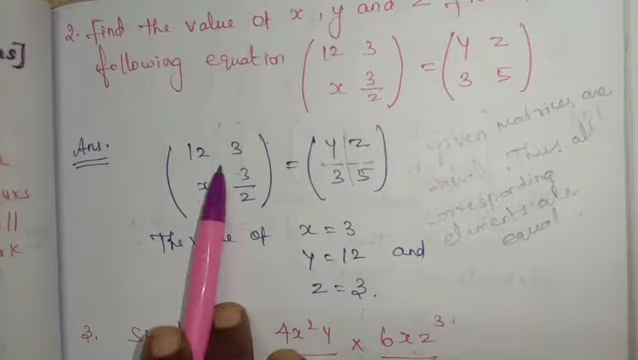 2. Find the value of x, y and z
following equation (12 3 x 3/2) = (y z 3 5)
Ans.
(12 3 x 3/2) = (y z 3 5)
given matrices are
equal. Thus, all
corresponding
elements are
equal.
The of x = 3
y = 12 and
z = 3.
3. 4x²y × 6xz³